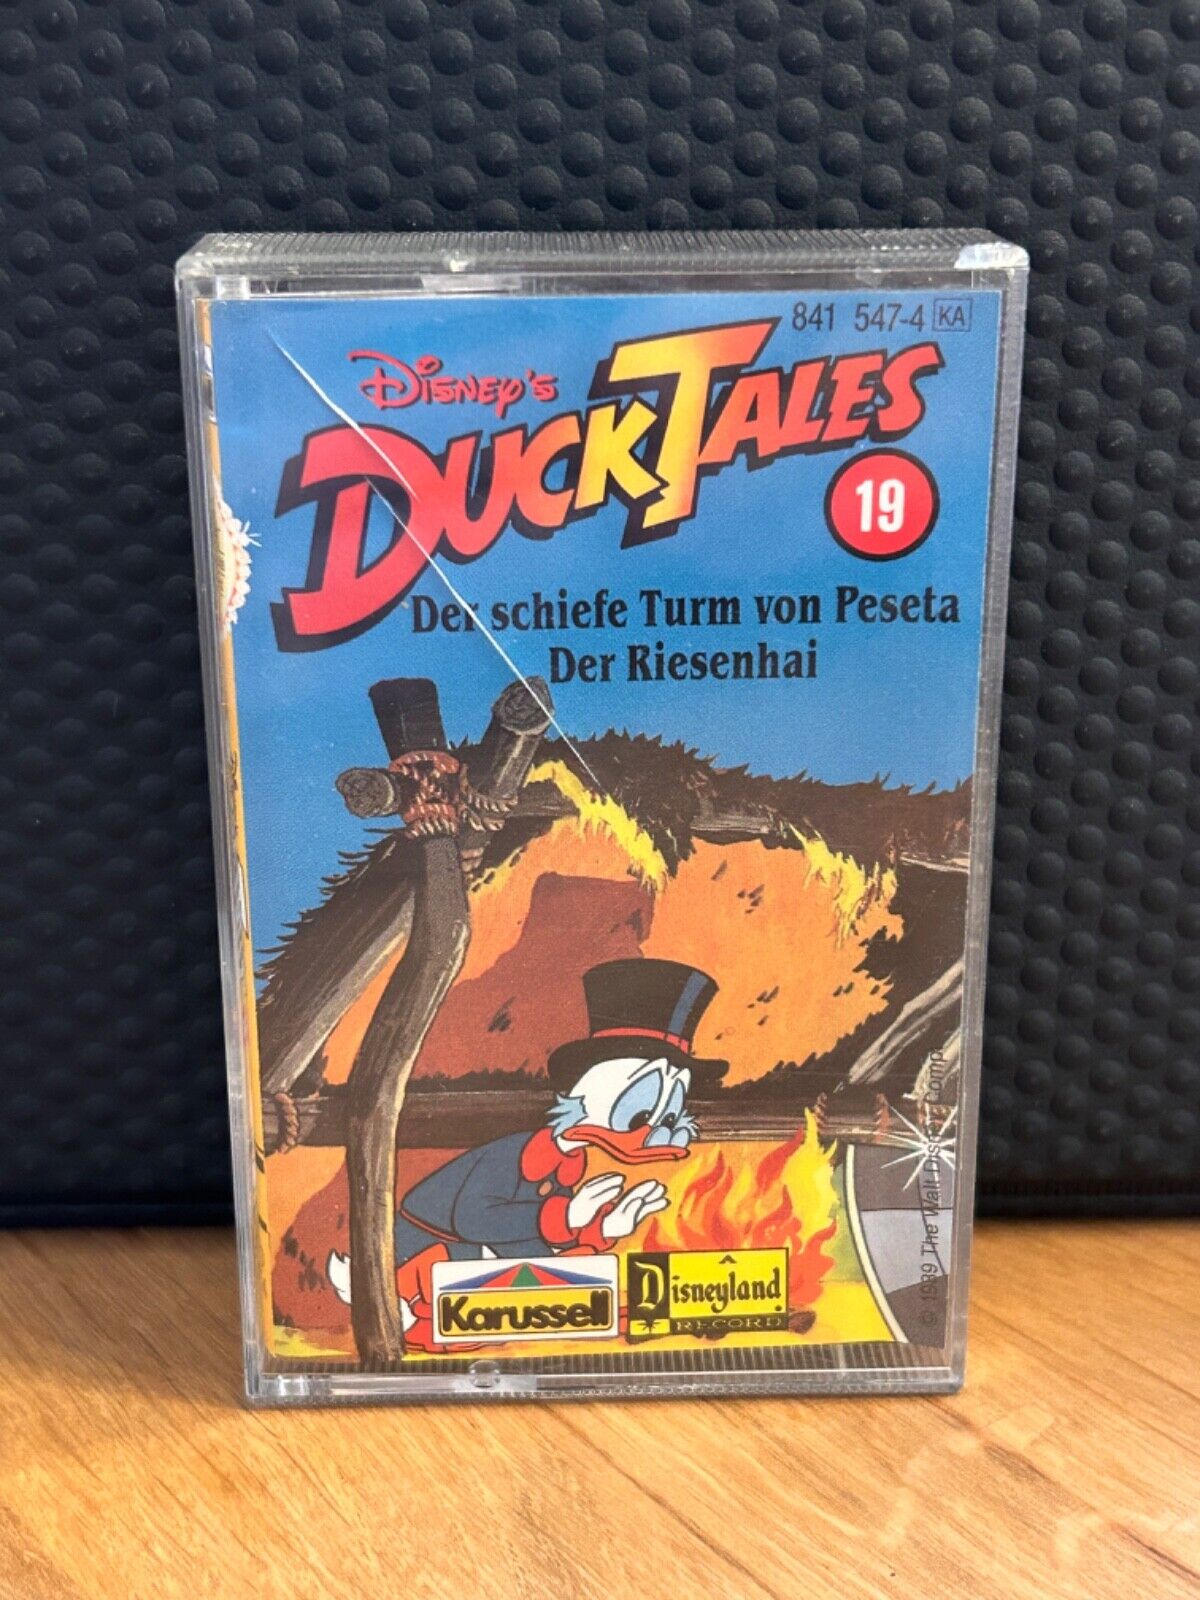 841 547-4 KA
Disney's
DUCKTALES
19
Der schiefe Turm von Peseta
Der Riesenhai
Karussell
A
Disneyland
RECORD
© 1989 The Walt Disney Comp.